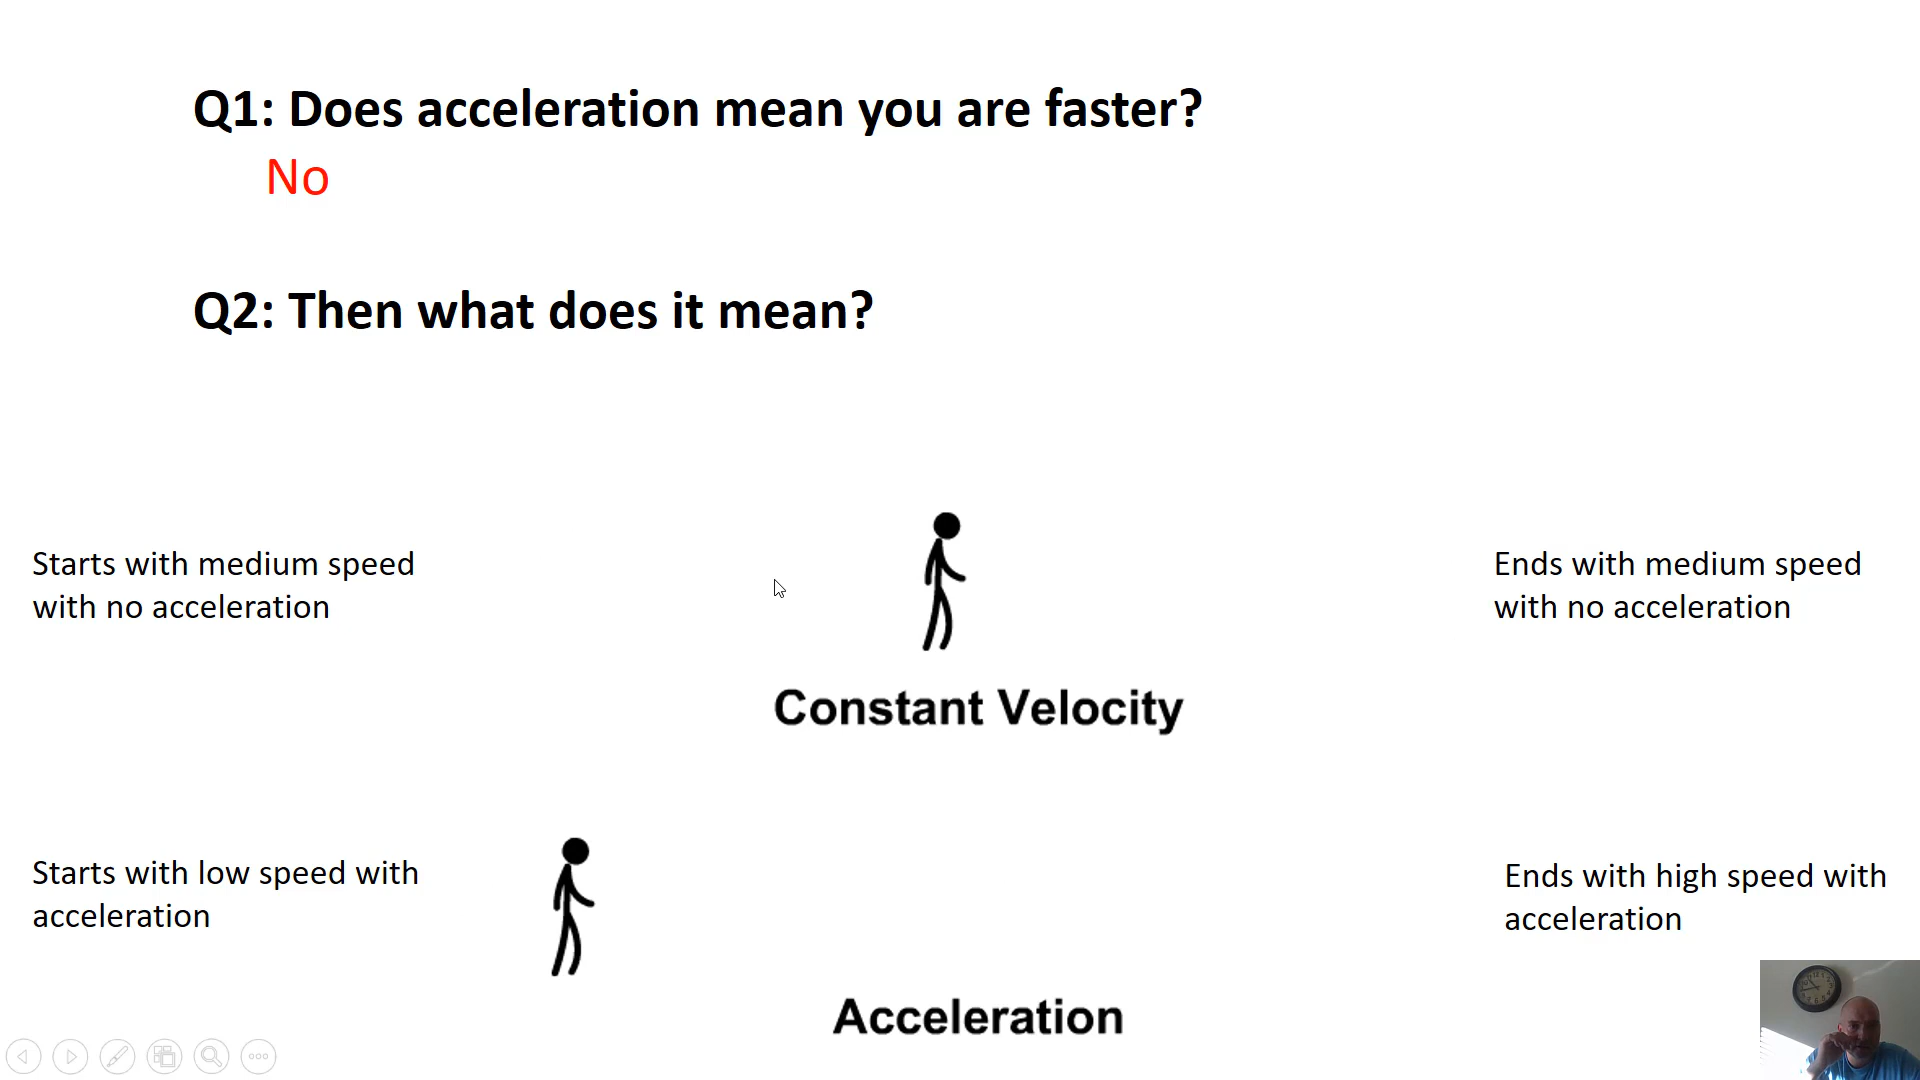 Q1: Does acceleration mean you are faster?
No
Q2: Then what does it mean?
Starts with medium speed
with no acceleration
Ends with medium speed
with no acceleration
Constant Velocity
Starts with low speed with
acceleration
Ends with high speed with
acceleration
Acceleration